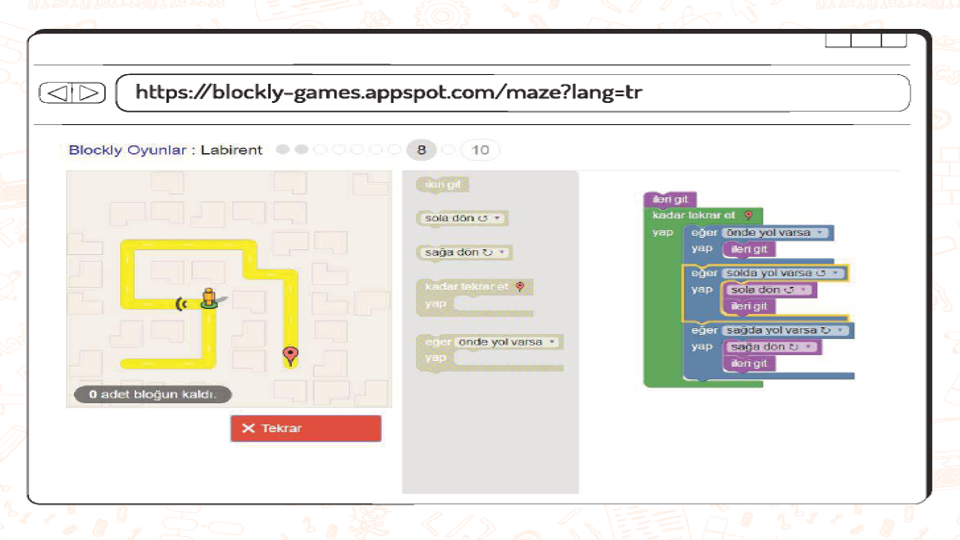 https://blockly-games.appspot.com/maze?lang=tr
Blockly Oyunlar : Labirent 8 10
0 adet bloğun kaldı.
Tekrar
ileri git
sola dön ↺
sağa dön ↻
kadar tekrar et
yap
eğer önde yol varsa
yap
ileri git
kadar tekrar et
yap eğer önde yol varsa
yap ileri git
eğer solda yol varsa ↺
yap sola dön ↺
ileri git
eğer sağda yol varsa ↻
yap sağa dön ↻
ileri git